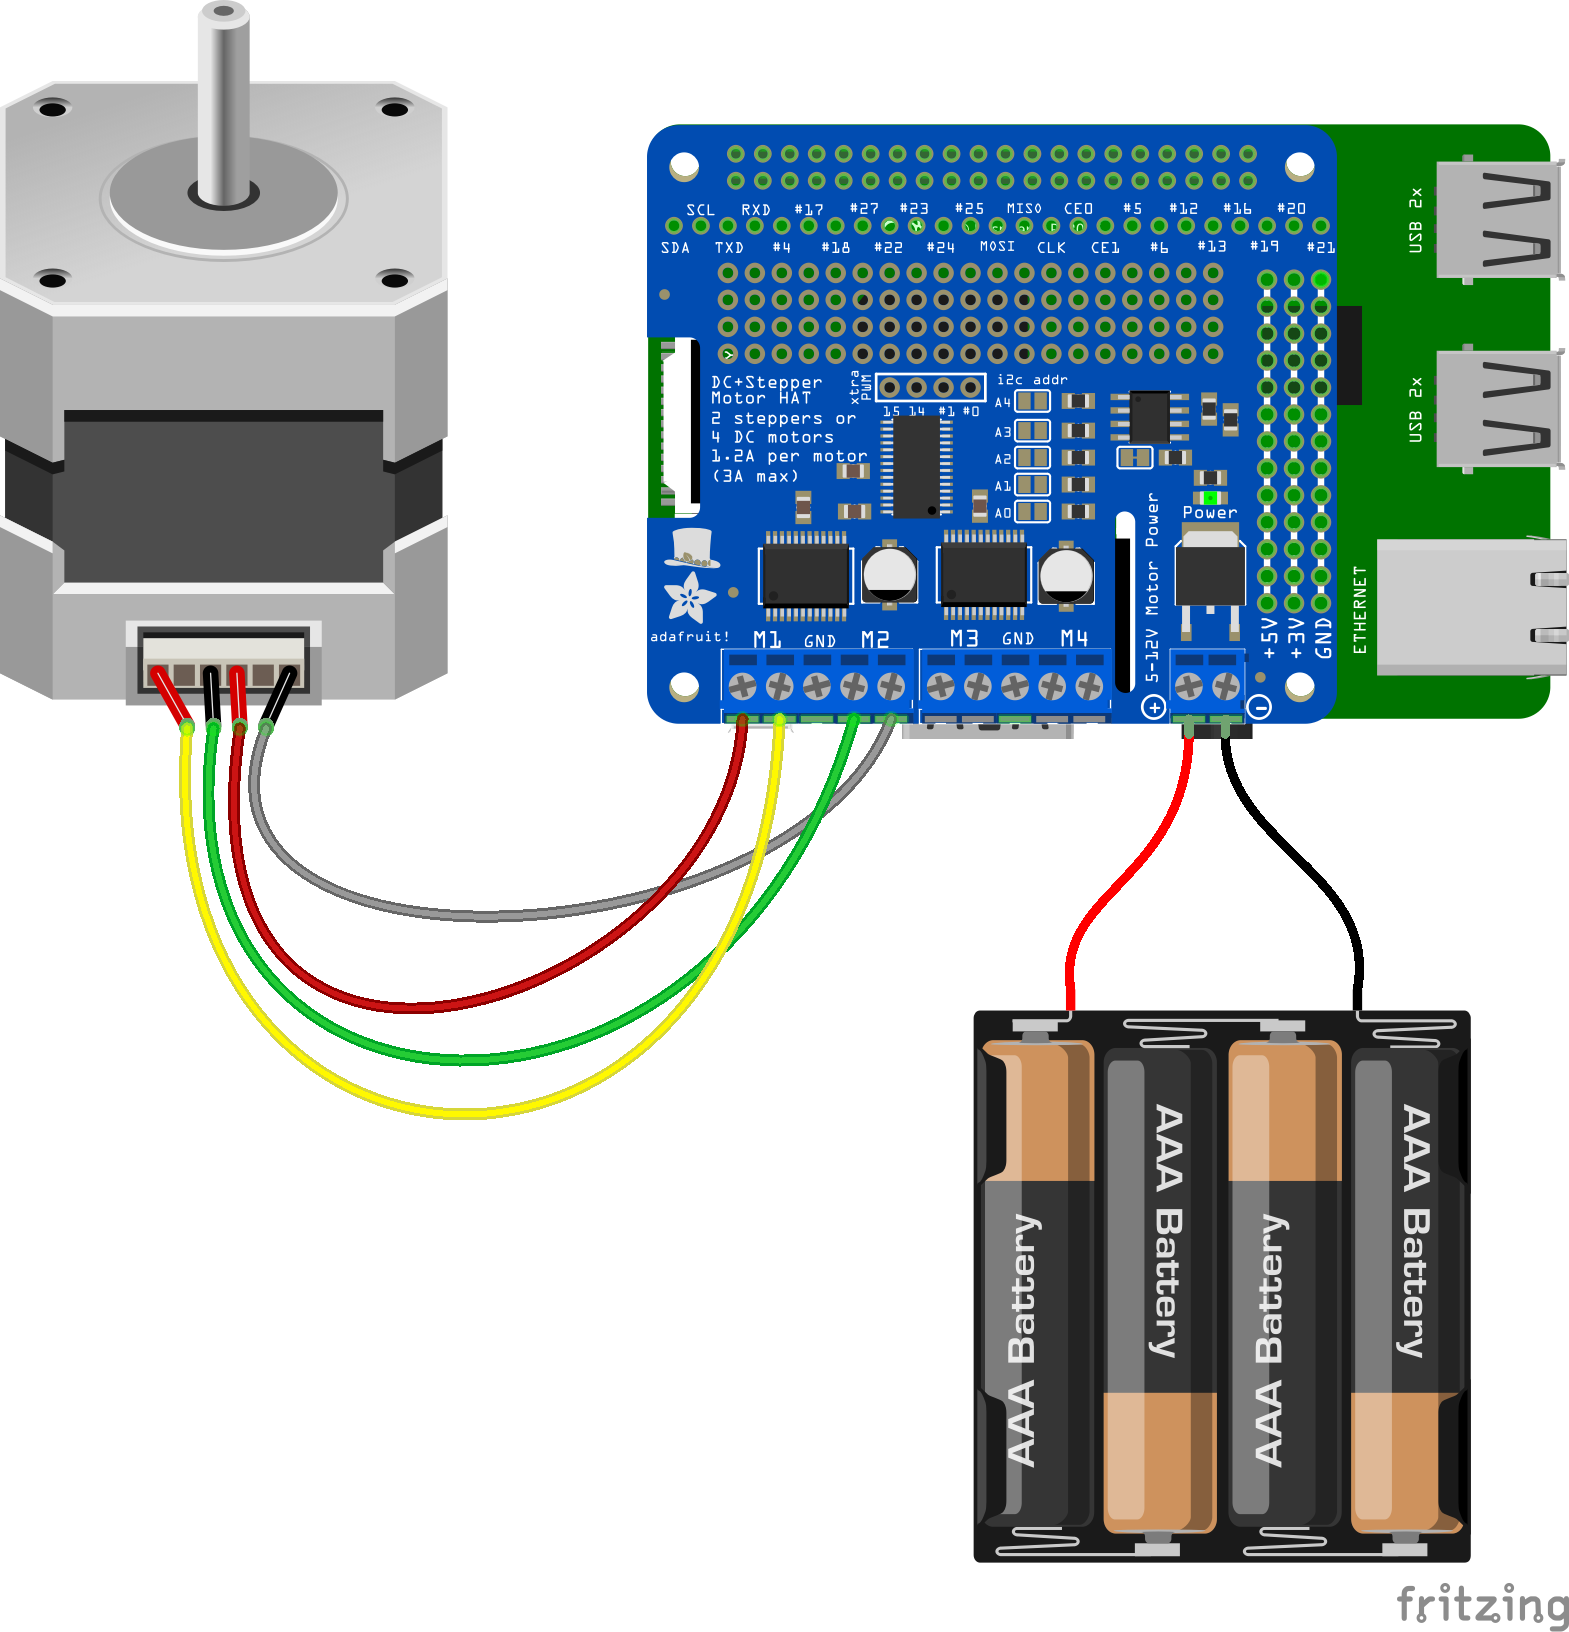 SCL RXD #17 #27 #23 #25 MISO CE0 #5 #12 #16 #20
SDA TXD #4 #18 #22 #24 MOSI CLK CE1 #6 #13 #19 #21
DC+Stepper
Motor HAT
2 steppers or
4 DC motors
1.2A per motor
(3A max)
xtra
PWM
15 14 #1 #0
i2c addr
A4
A3
A2
A1
A0
Power
5-12V Motor Power
+5V
+3V
GND
adafruit!
M1 GND M2 M3 GND M4
+ -
USB 2x
USB 2x
ETHERNET
AAA Battery
AAA Battery
AAA Battery
AAA Battery
fritzing